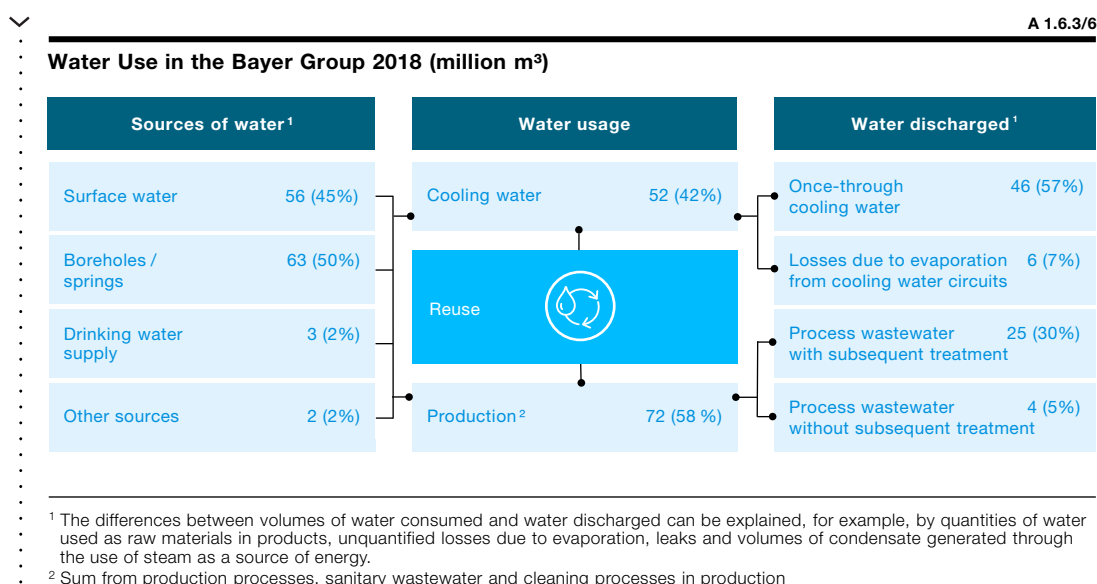 A 1.6.3/6
Water Use in the Bayer Group 2018 (million m³)
Sources of water ¹
Surface water 56 (45%)
Boreholes / 63 (50%)
springs
Drinking water 3 (2%)
supply
Other sources 2 (2%)
Water usage
Cooling water 52 (42%)
Reuse
Production ² 72 (58 %)
Water discharged ¹
Once-through 46 (57%)
cooling water
Losses due to evaporation 6 (7%)
from cooling water circuits
Process wastewater 25 (30%)
with subsequent treatment
Process wastewater 4 (5%)
without subsequent treatment
¹ The differences between volumes of water consumed and water discharged can be explained, for example, by quantities of water
used as raw materials in products, unquantified losses due to evaporation, leaks and volumes of condensate generated through
the use of steam as a source of energy.
² Sum from production processes, sanitary wastewater and cleaning processes in production